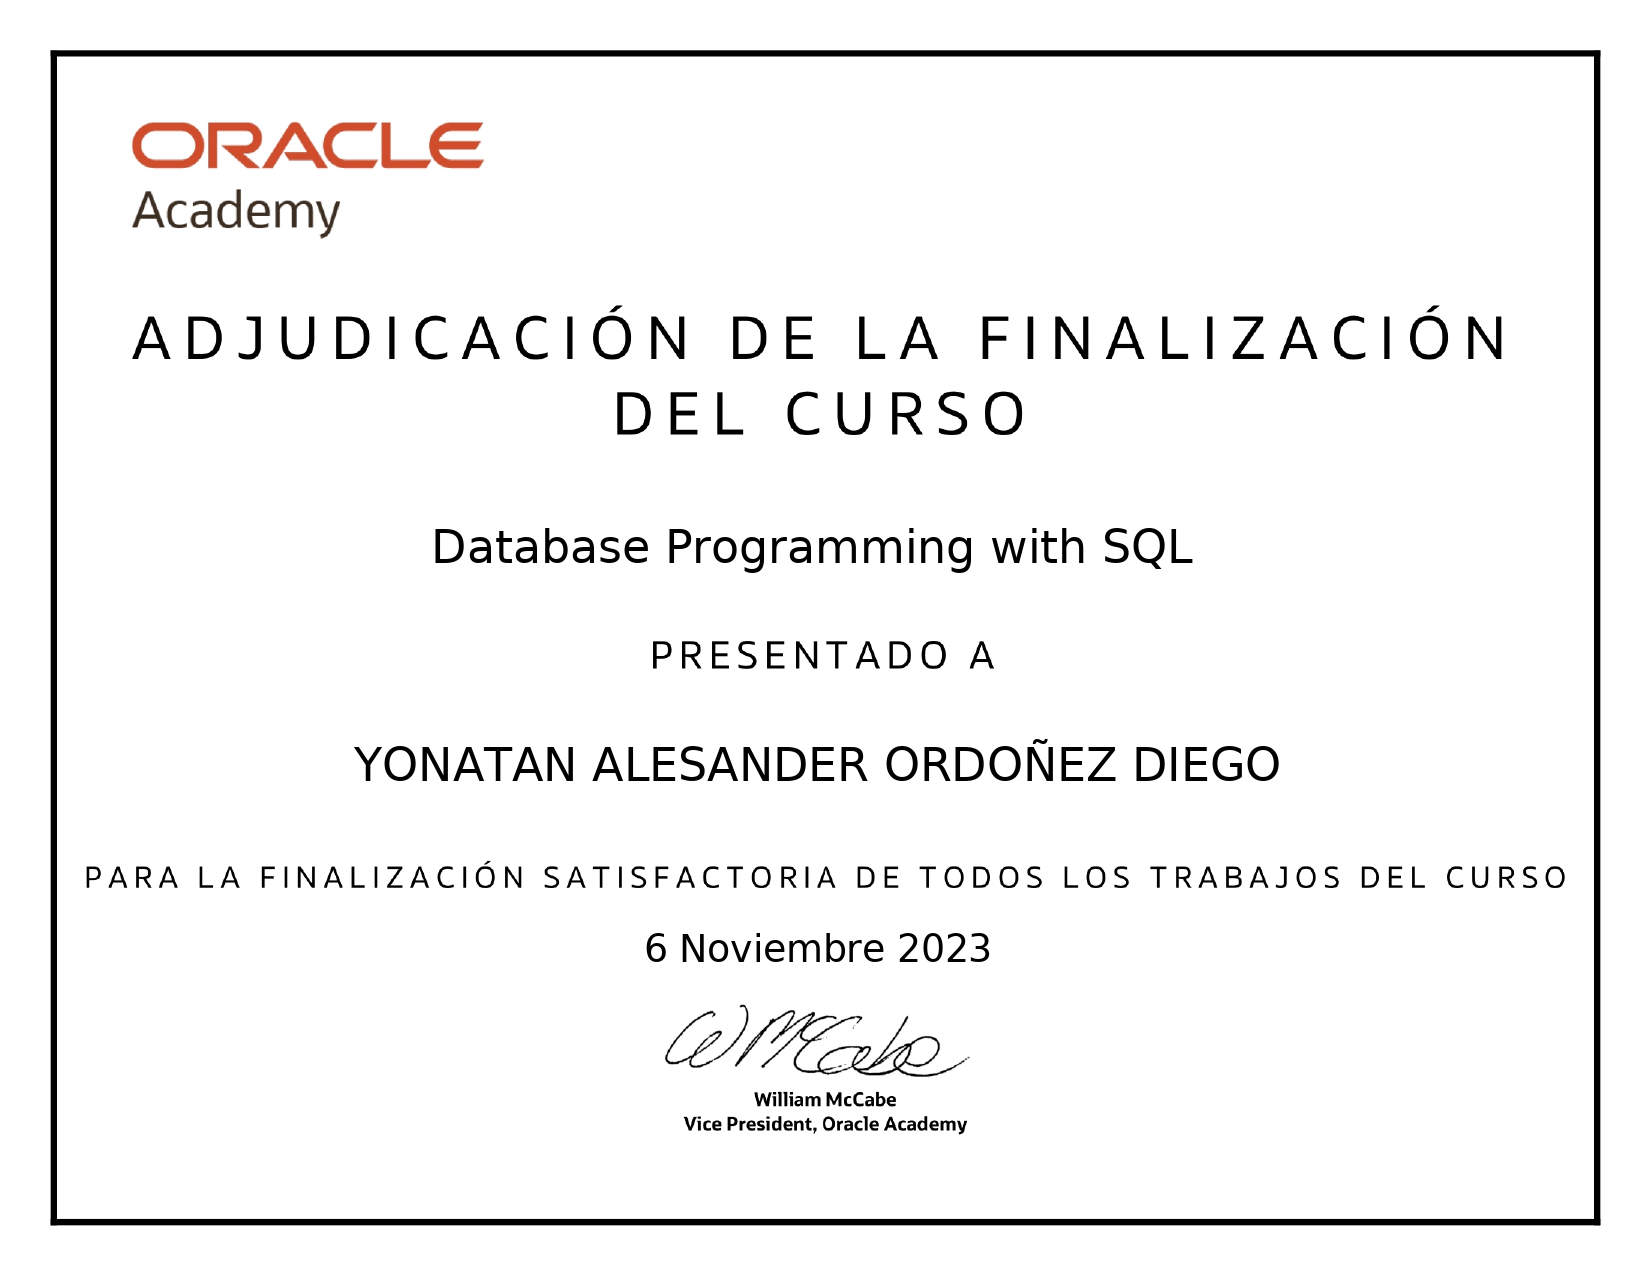 ORACLE
Academy
ADJUDICACIÓN DE LA FINALIZACIÓN
DEL CURSO
Database Programming with SQL
PRESENTADO A
YONATAN ALESANDER ORDOÑEZ DIEGO
PARA LA FINALIZACIÓN SATISFACTORIA DE TODOS LOS TRABAJOS DEL CURSO
6 Noviembre 2023
WMcCabe
William McCabe
Vice President, Oracle Academy